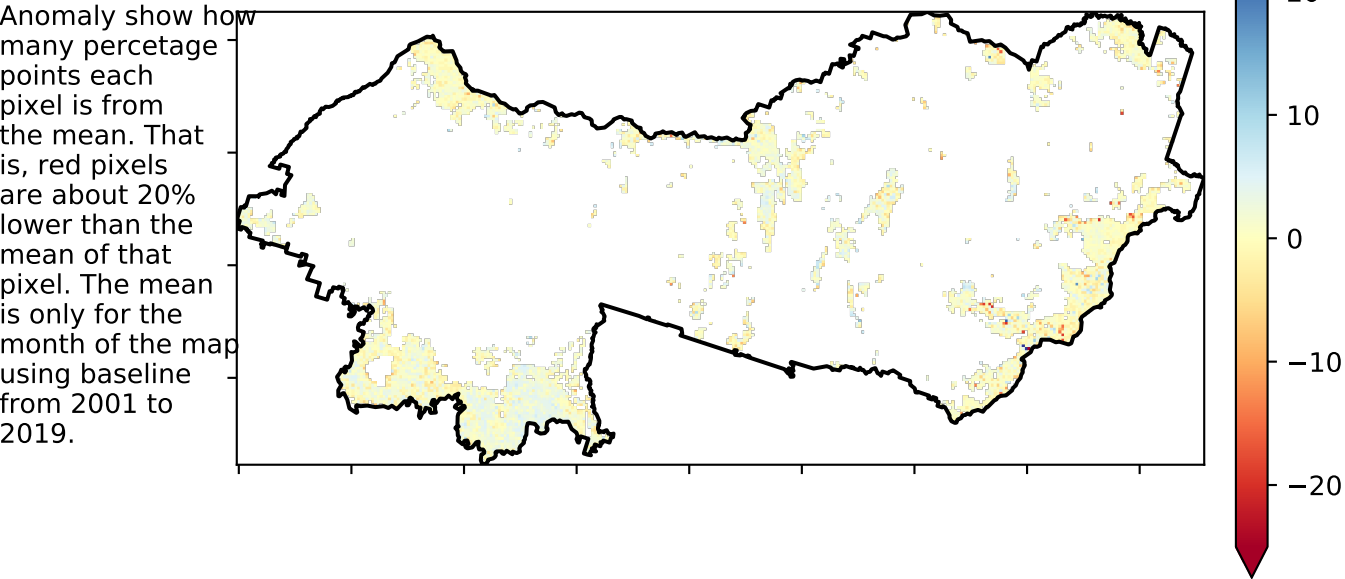 Anomaly show how
many percetage
points each
pixel is from
the mean. That
is, red pixels
are about 20%
lower than the
mean of that
pixel. The mean
is only for the
month of the map
using baseline
from 2001 to
2019.
10
0
−10
−20